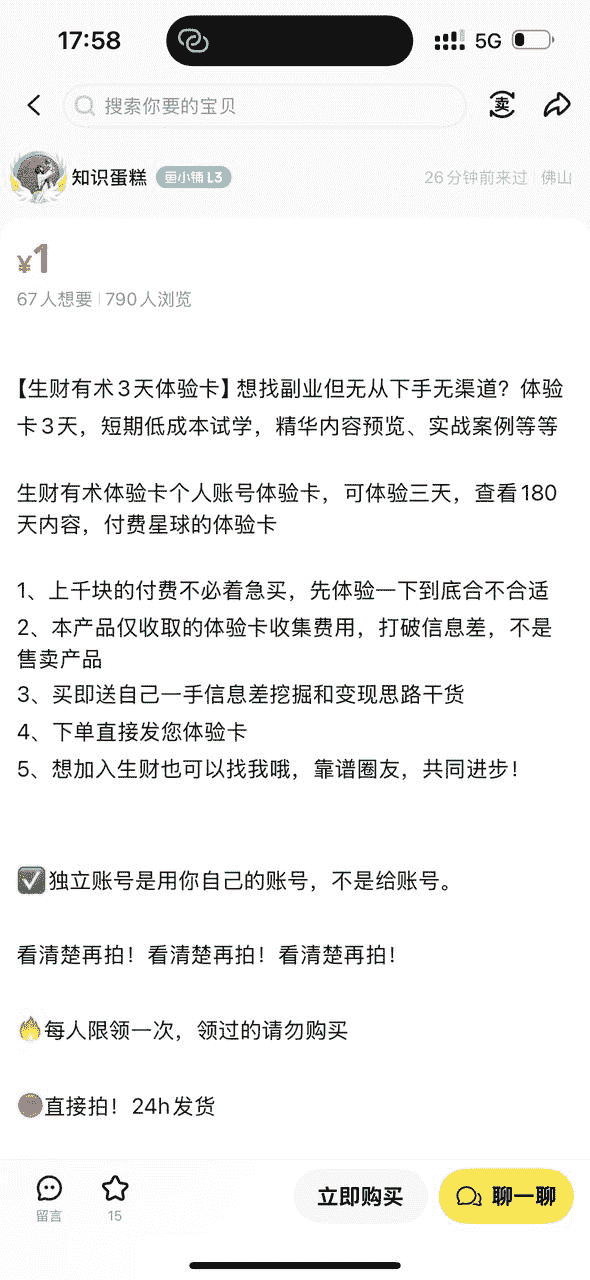 17:58
5G
搜索你要的宝贝
卖
知识蛋糕 鱼小铺 L3
26分钟前来过 | 佛山
¥1
67人想要 | 790人浏览
【生财有术3天体验卡】想找副业但无从下手无渠道？体验
卡3天，短期低成本试学，精华内容预览、实战案例等等
生财有术体验卡个人账号体验卡，可体验三天，查看180
天内容，付费星球的体验卡
1、上千块的付费不必着急买，先体验一下到底合不合适
2、本产品仅收取的体验卡收集费用，打破信息差，不是
售卖产品
3、买即送自己一手信息差挖掘和变现思路干货
4、下单直接发您体验卡
5、想加入生财也可以找我哦，靠谱圈友，共同进步！
☑独立账号是用你自己的账号，不是给账号。
看清楚再拍！看清楚再拍！看清楚再拍！
🔥每人限领一次，领过的请勿购买
直接拍！24h发货
留言
15
立即购买
聊一聊